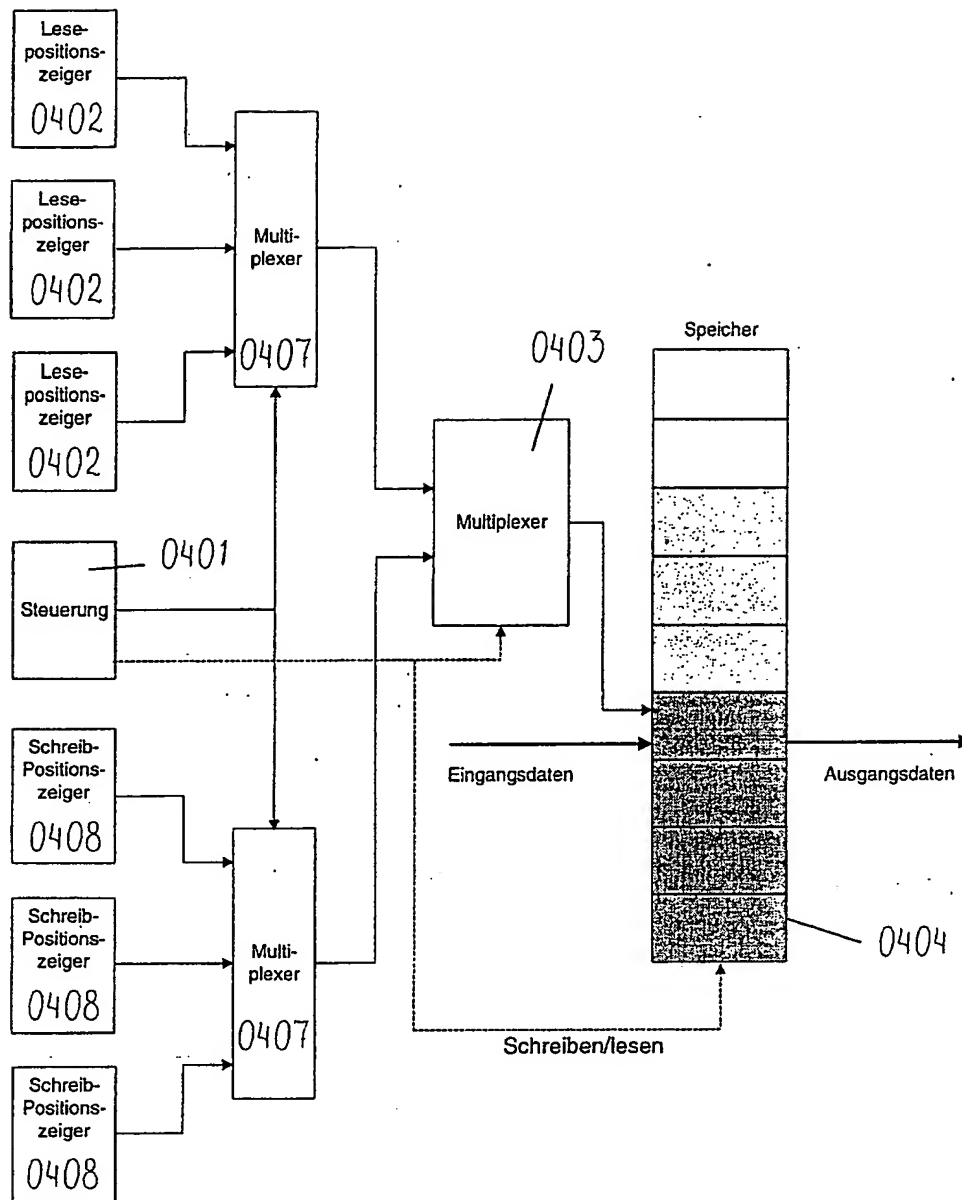 Lese-
positions-
zeiger
0402
Lese-
positions-
zeiger
0402
Lese-
positions-
zeiger
0402
Multi-
plexer
0407
0403
Speicher
Multiplexer
0401
Steuerung
Eingangsdaten
Ausgangsdaten
Schreib-
Positions-
zeiger
0408
Schreib-
Positions-
zeiger
0408
Schreib-
Positions-
zeiger
0408
Multi-
plexer
0407
0404
Schreiben/lesen